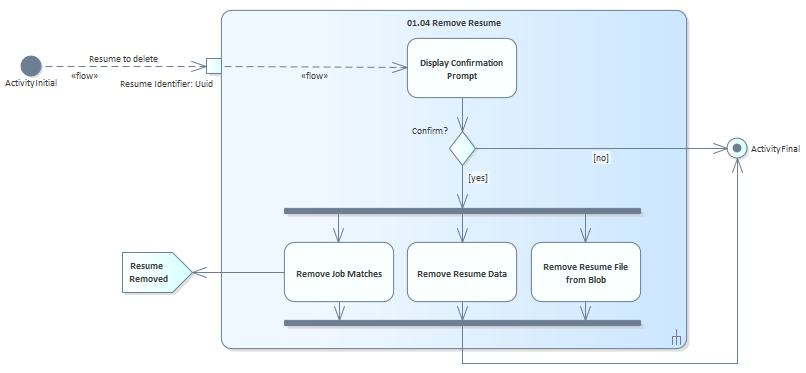 01.04 Remove Resume
Resume to delete
«flow»
ActivityInitial
Resume Identifier: Uuid
«flow»
Display Confirmation
Prompt
Confirm?
[no]
ActivityFinal
[yes]
Resume
Removed
Remove Job Matches
Remove Resume Data
Remove Resume File
from Blob